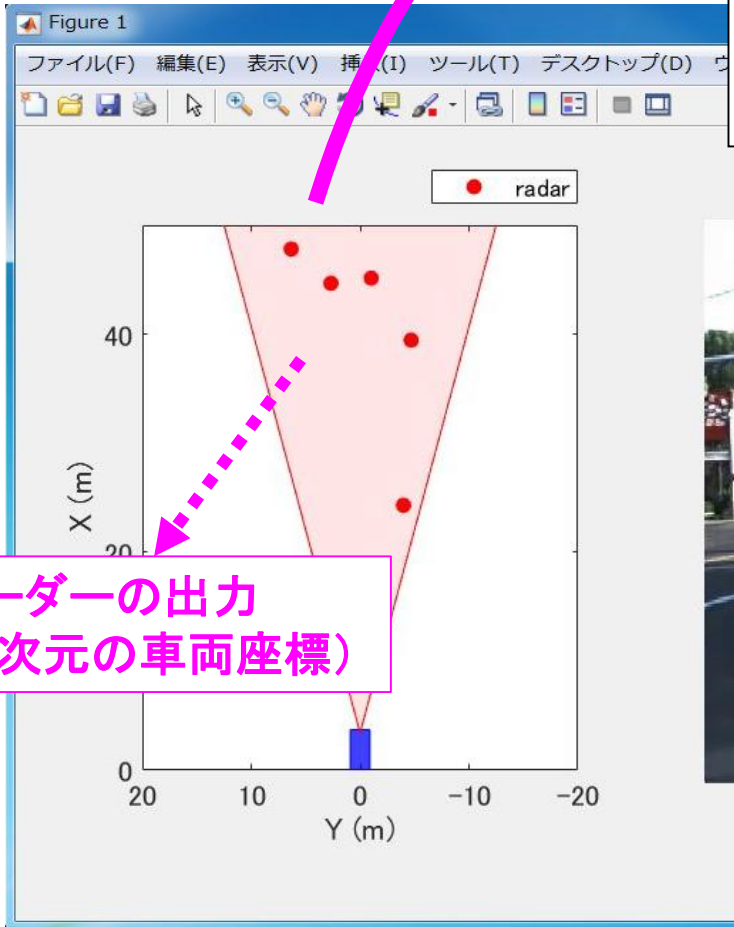 Figure 1
ファイル(F) 編集(E) 表示(V) 挿 (I) ツール(T) デスクトップ(D) ウ
radar
40
20
0
X (m)
20 10 0 -10 -20
Y (m)
ーダーの出力
次元の車両座標)